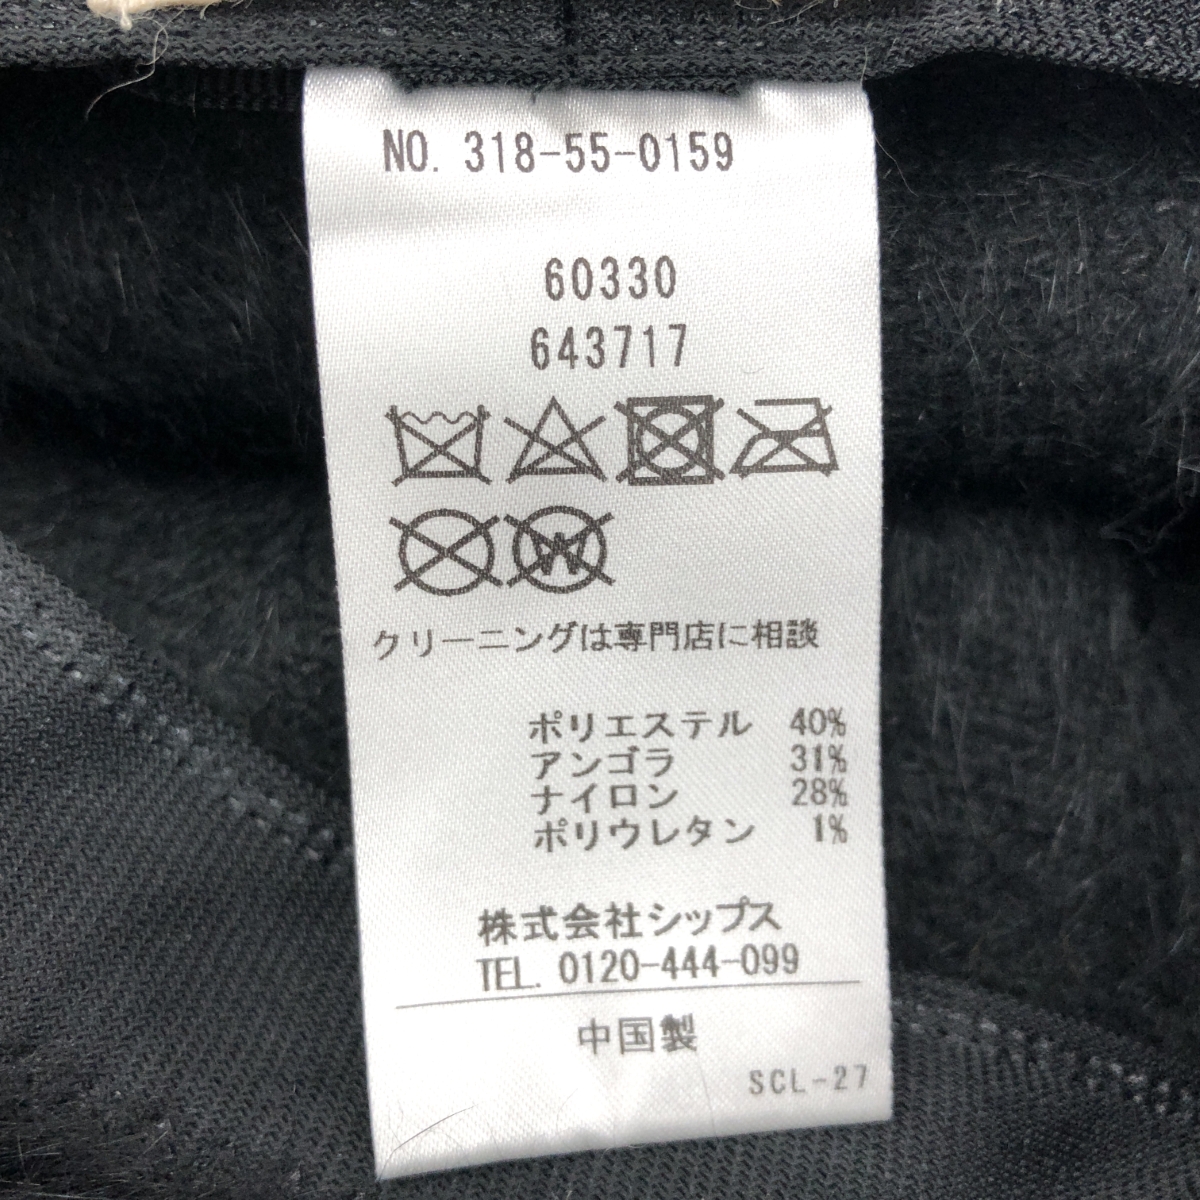 NO. 318-55-0159
60330
643717
W
クリーニングは専門店に相談
ポリエステル 40%
アンゴラ 31%
ナイロン 28%
ポリウレタン 1%
株式会社シップス
TEL. 0120-444-099
中国製
SCL-27